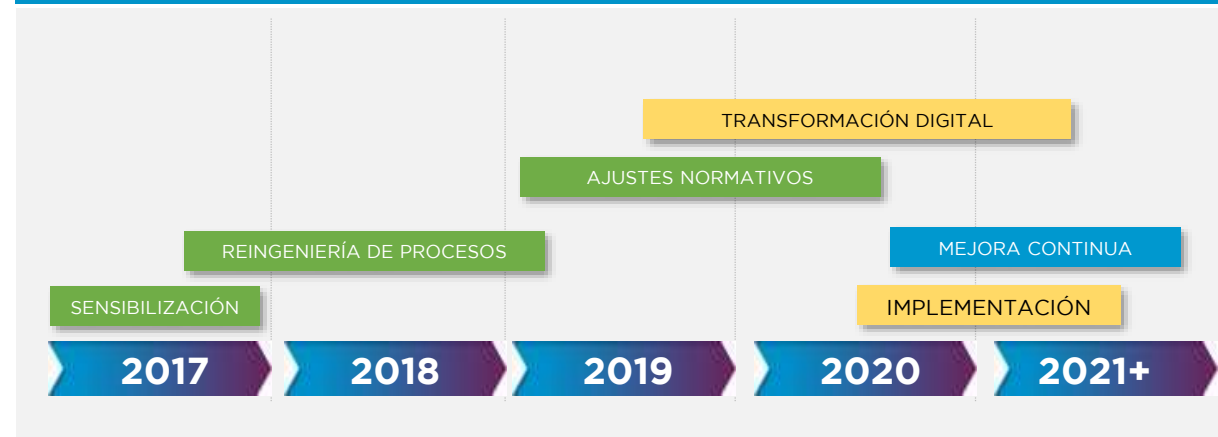 TRANSFORMACIÓN DIGITAL
AJUSTES NORMATIVOS
REINGENIERÍA DE PROCESOS
MEJORA CONTINUA
SENSIBILIZACIÓN
IMPLEMENTACIÓN
2017
2018
2019
2020
2021+